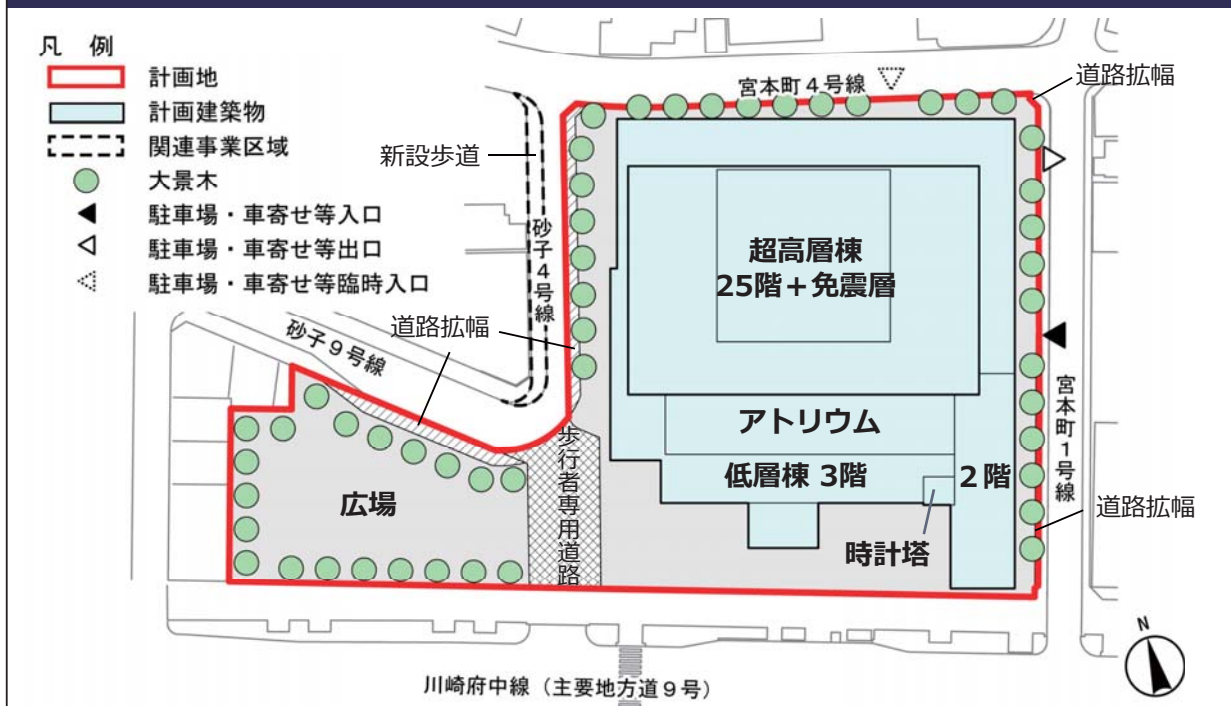 凡 例
計画地
計画建築物
関連事業区域
大景木
駐車場・車寄せ等入口
駐車場・車寄せ等出口
駐車場・車寄せ等臨時入口
宮本町4号線
道路拡幅
新設歩道
砂子4号線
超高層棟
25階＋免震層
道路拡幅
砂子9号線
宮本町1号線
アトリウム
歩行者専用道路
低層棟 3階
2階
広場
時計塔
道路拡幅
N
川崎府中線（主要地方道9号）